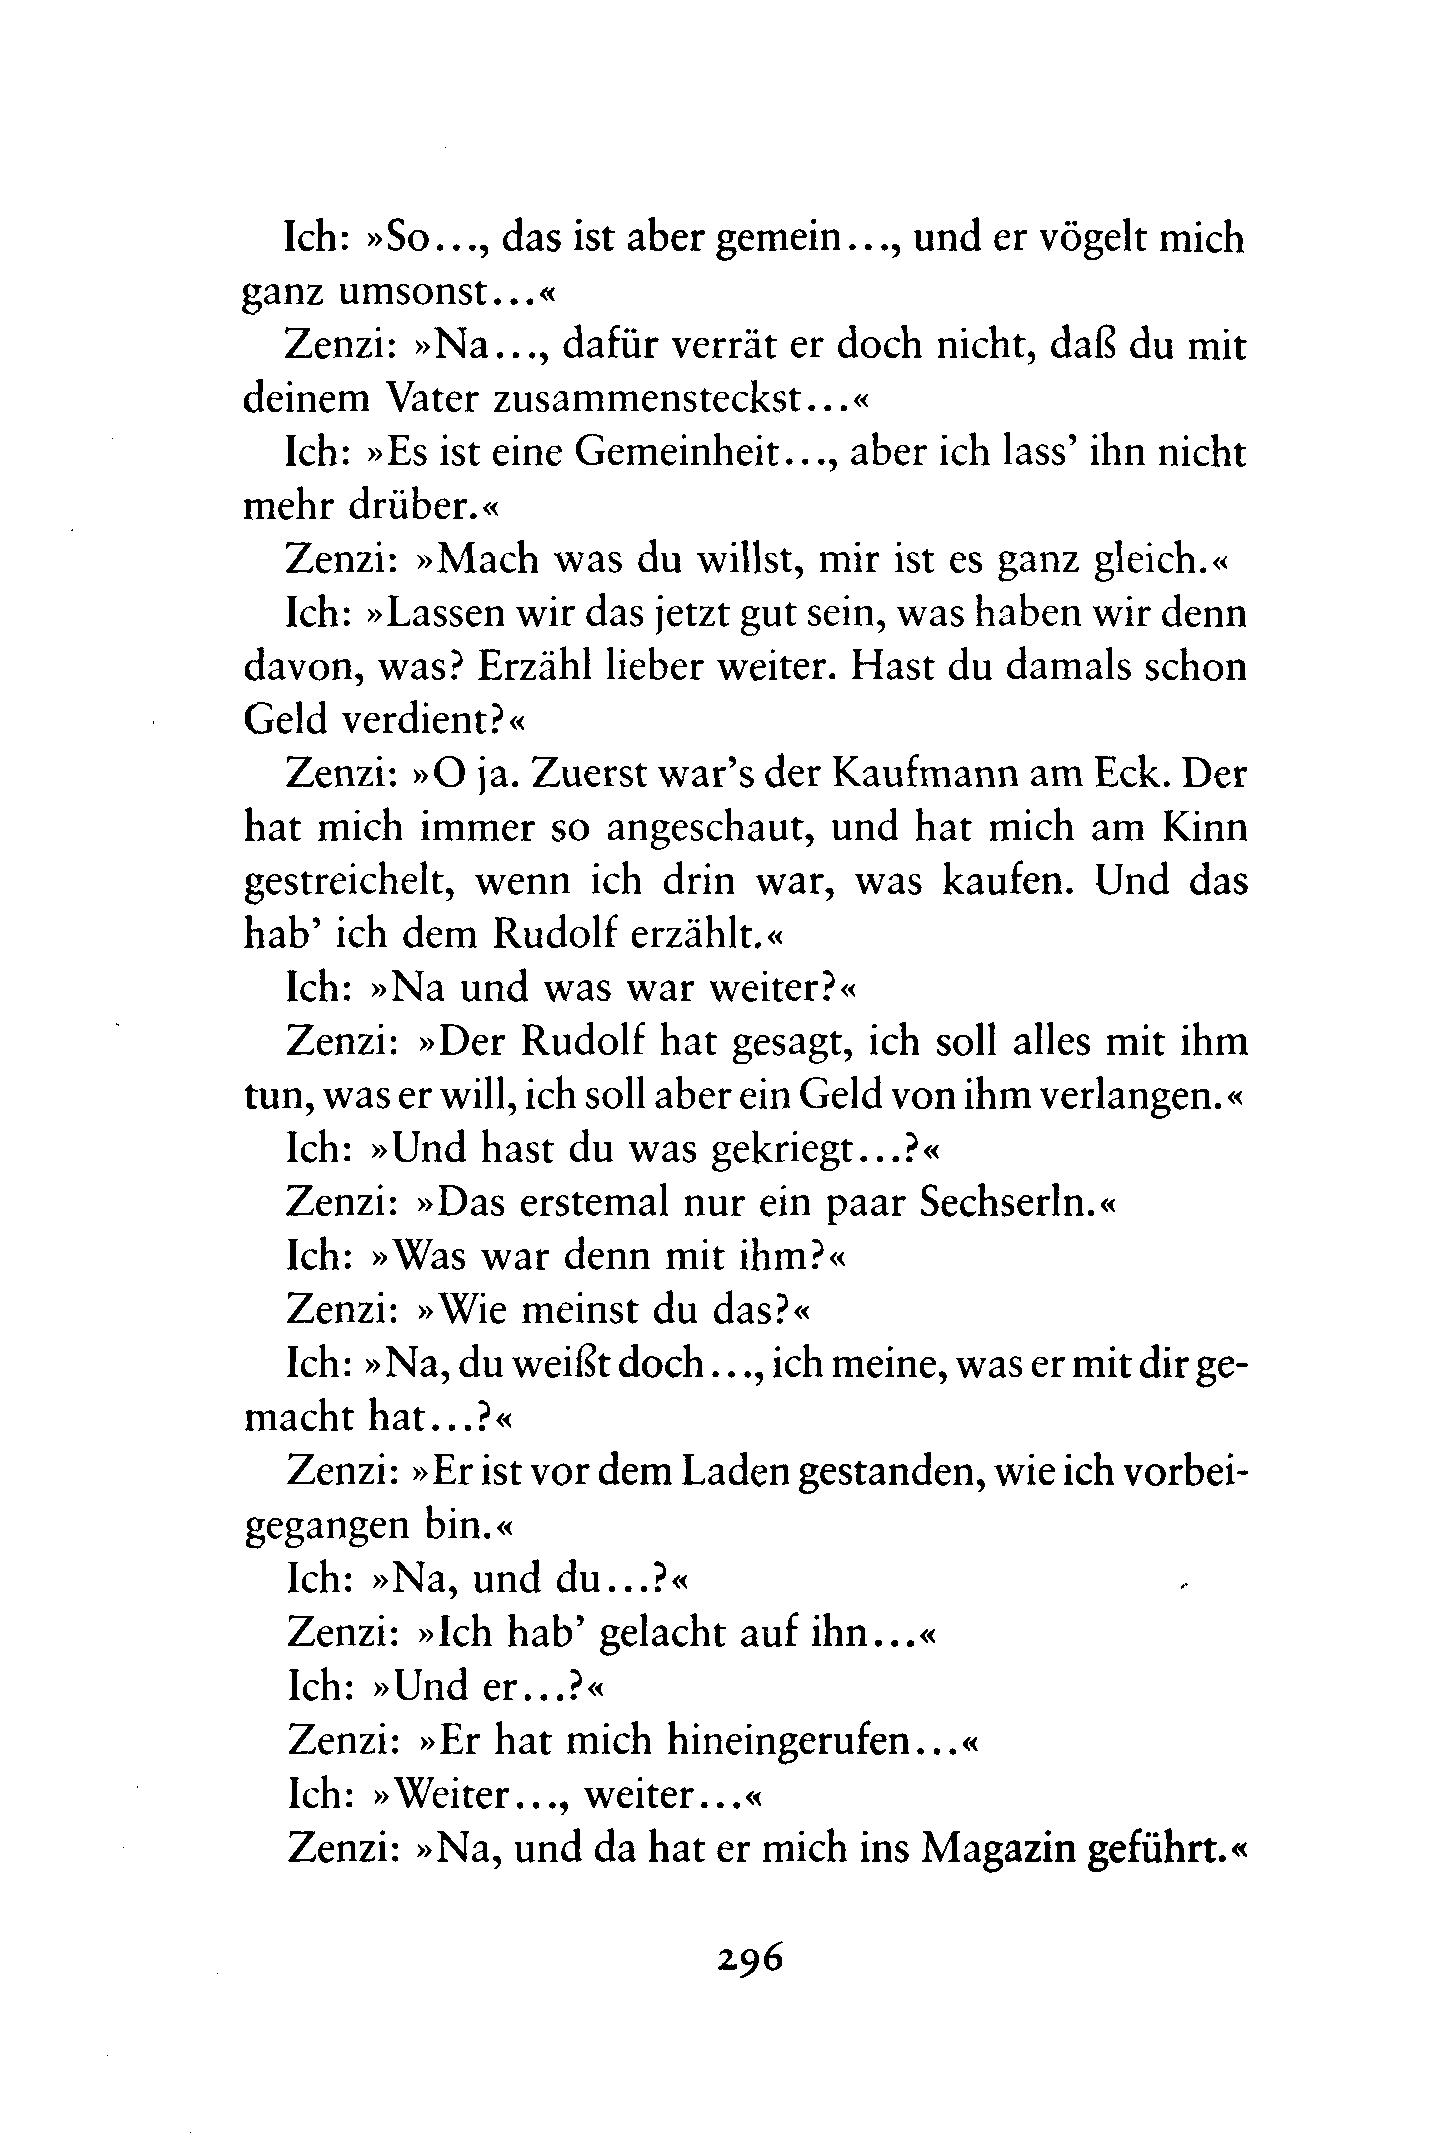 Ich: »So..., das ist aber gemein..., und er vögelt mich
ganz umsonst...«
Zenzi: »Na..., dafür verrät er doch nicht, daß du mit
deinem Vater zusammensteckst...«
Ich: »Es ist eine Gemeinheit..., aber ich lass’ ihn nicht
mehr drüber.«
Zenzi: »Mach was du willst, mir ist es ganz gleich.«
Ich: »Lassen wir das jetzt gut sein, was haben wir denn
davon, was? Erzähl lieber weiter. Hast du damals schon
Geld verdient?«
Zenzi: »O ja. Zuerst war’s der Kaufmann am Eck. Der
hat mich immer so angeschaut, und hat mich am Kinn
gestreichelt, wenn ich drin war, was kaufen. Und das
hab’ ich dem Rudolf erzählt.«
Ich: »Na und was war weiter?«
Zenzi: »Der Rudolf hat gesagt, ich soll alles mit ihm
tun, was er will, ich soll aber ein Geld von ihm verlangen.«
Ich: »Und hast du was gekriegt...?«
Zenzi: »Das erstemal nur ein paar Sechserln.«
Ich: »Was war denn mit ihm?«
Zenzi: »Wie meinst du das?«
Ich: »Na, du weißt doch..., ich meine, was er mit dir ge-
macht hat...?«
Zenzi: »Er ist vor dem Laden gestanden, wie ich vorbei-
gegangen bin.«
Ich: »Na, und du...?«
Zenzi: »Ich hab’ gelacht auf ihn...«
Ich: »Und er...?«
Zenzi: »Er hat mich hineingerufen...«
Ich: »Weiter..., weiter...«
Zenzi: »Na, und da hat er mich ins Magazin geführt.«
296